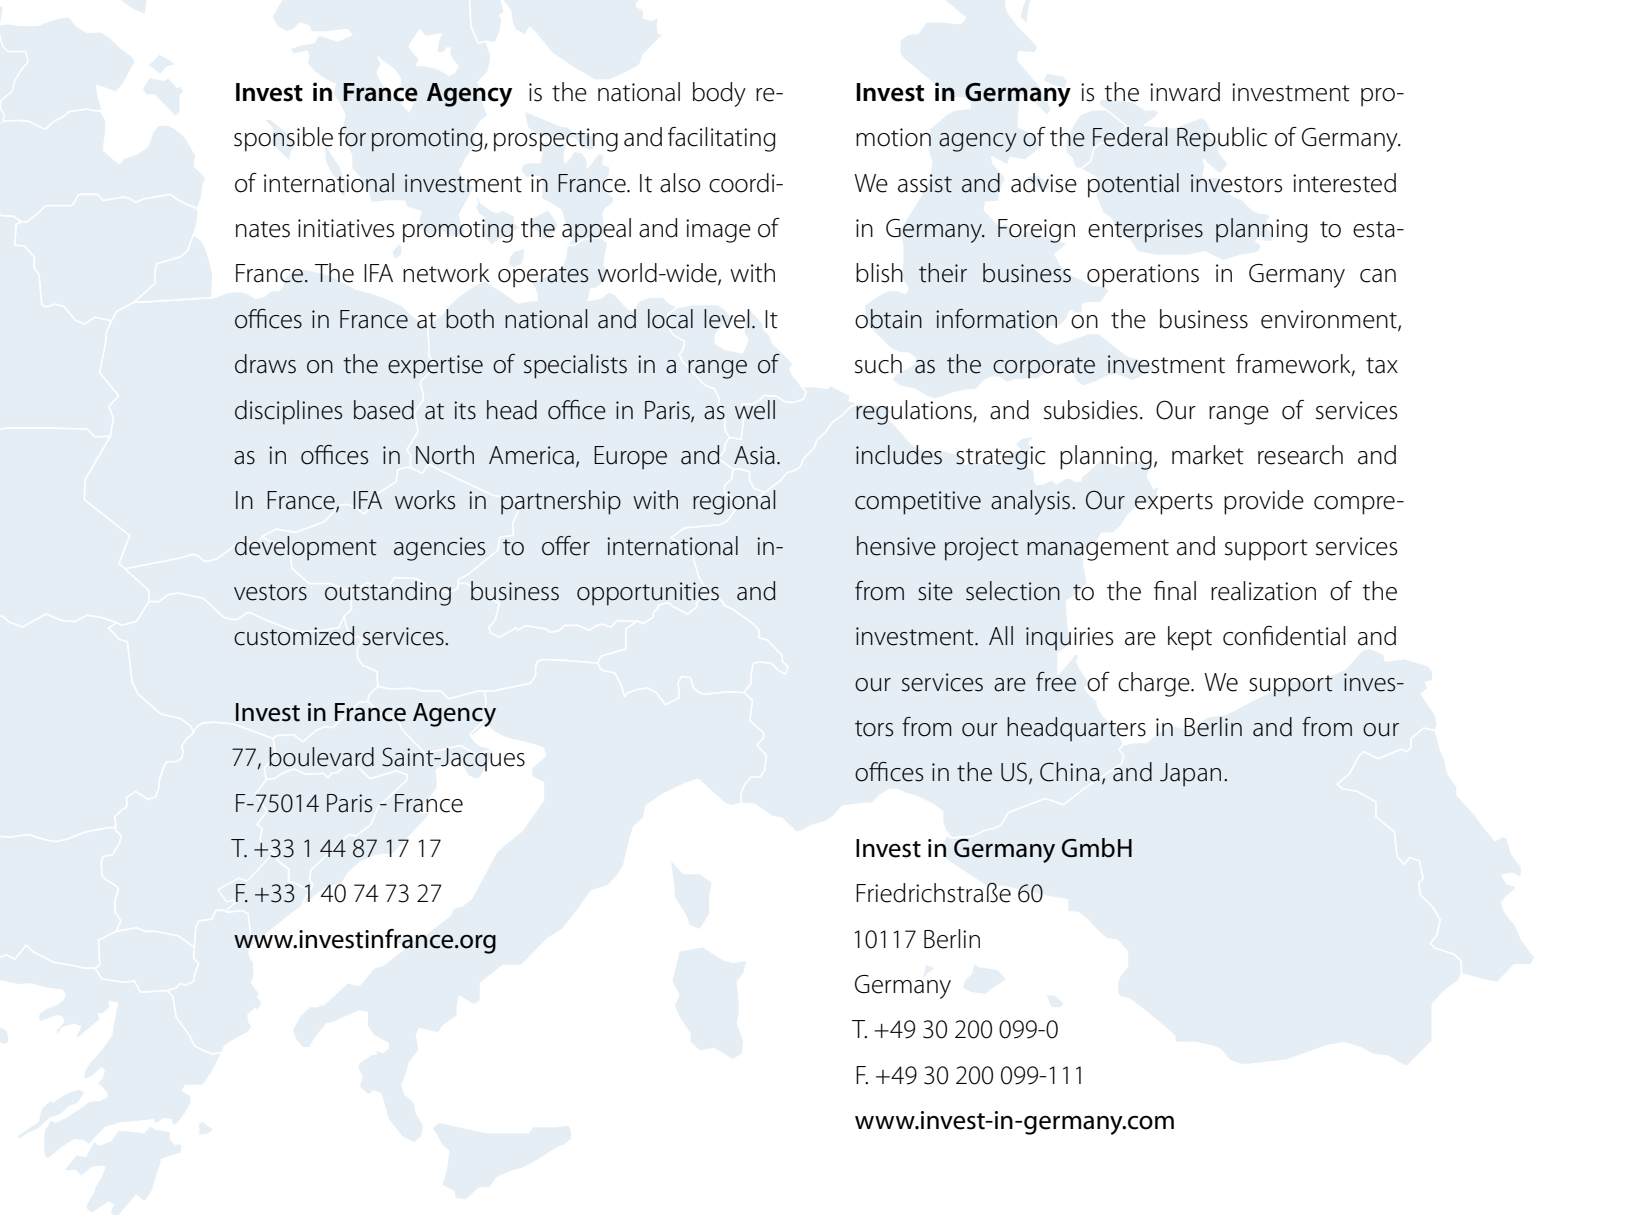 Invest in France Agency is the national body re-
sponsible for promoting, prospecting and facilitating
of international investment in France. It also coordi-
nates initiatives promoting the appeal and image of
France. The IFA network operates world-wide, with
offices in France at both national and local level. It
draws on the expertise of specialists in a range of
disciplines based at its head office in Paris, as well
as in offices in North America, Europe and Asia.
In France, IFA works in partnership with regional
development agencies to offer international in-
vestors outstanding business opportunities and
customized services.
Invest in France Agency
77, boulevard Saint-Jacques
F-75014 Paris - France
T. +33 1 44 87 17 17
F. +33 1 40 74 73 27
www.investinfrance.org
Invest in Germany is the inward investment pro-
motion agency of the Federal Republic of Germany.
We assist and advise potential investors interested
in Germany. Foreign enterprises planning to esta-
blish their business operations in Germany can
obtain information on the business environment,
such as the corporate investment framework, tax
regulations, and subsidies. Our range of services
includes strategic planning, market research and
competitive analysis. Our experts provide compre-
hensive project management and support services
from site selection to the final realization of the
investment. All inquiries are kept confidential and
our services are free of charge. We support inves-
tors from our headquarters in Berlin and from our
offices in the US, China, and Japan.
Invest in Germany GmbH
Friedrichstraße 60
10117 Berlin
Germany
T. +49 30 200 099-0
F. +49 30 200 099-111
www.invest-in-germany.com